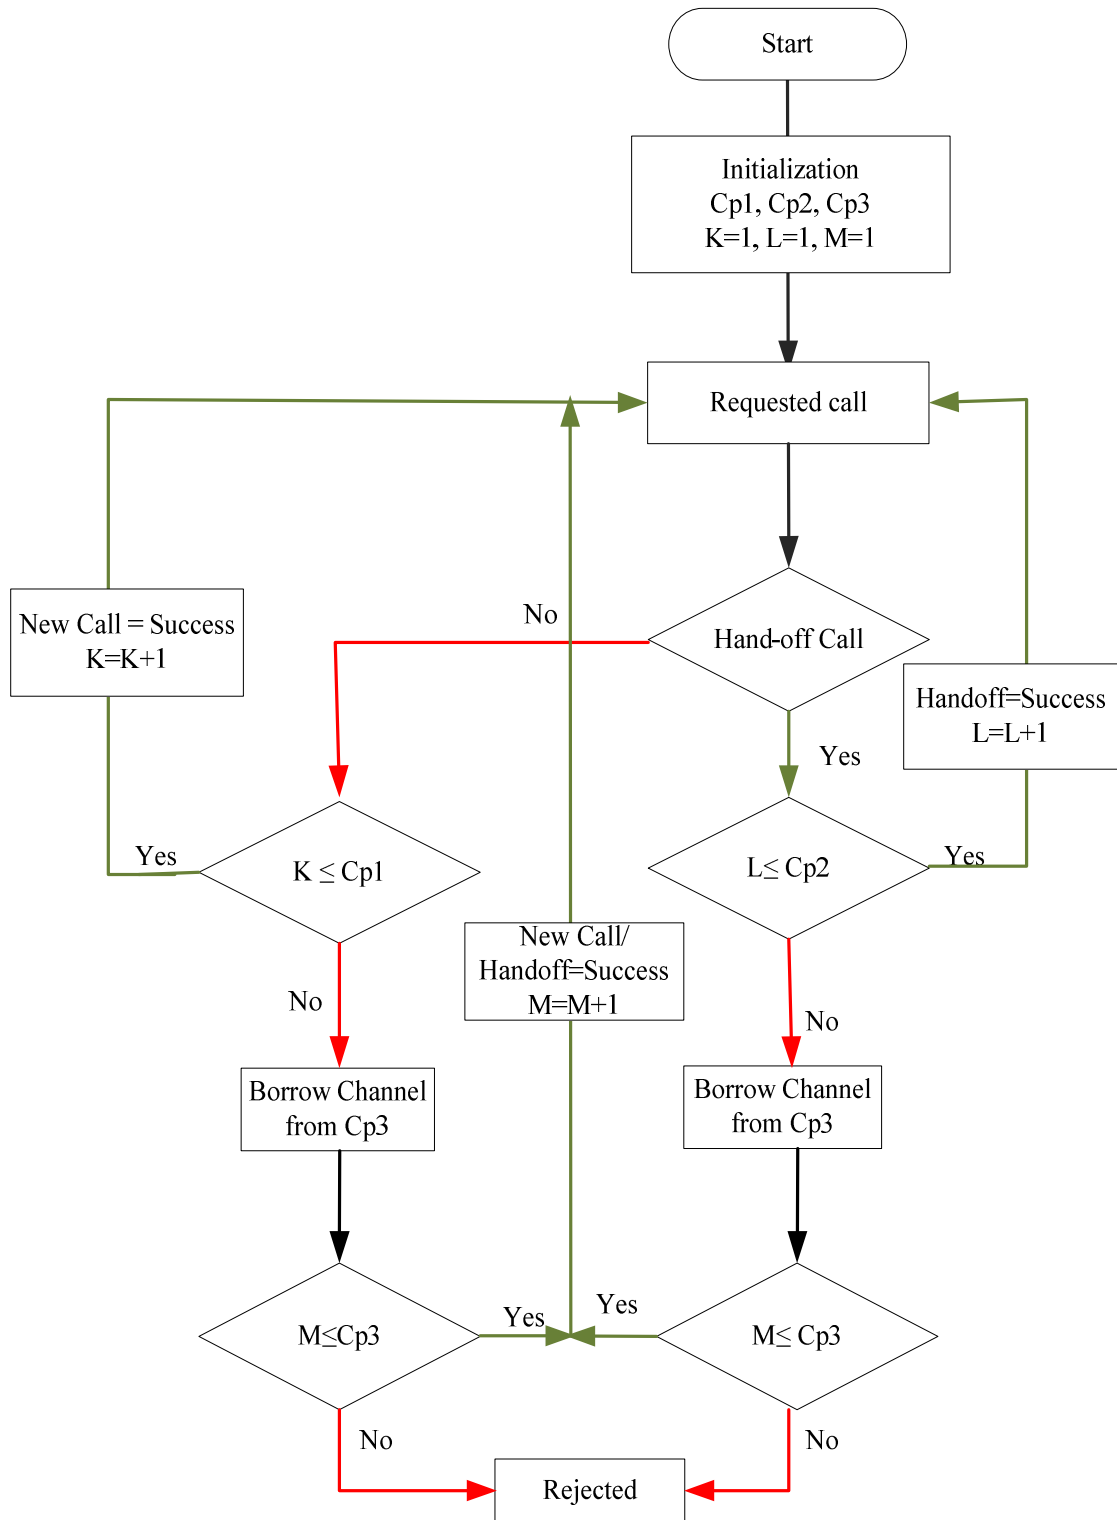 Start
Initialization
Cp1, Cp2, Cp3
K=1, L=1, M=1
Requested call
No
Hand-off Call
New Call = Success
K=K+1
Handoff=Success
L=L+1
Yes
K ≤ Cp1
Yes
L≤ Cp2
Yes
New Call/
Handoff=Success
M=M+1
No
No
Borrow Channel
from Cp3
Borrow Channel
from Cp3
M≤Cp3
Yes
Yes
M≤ Cp3
No
No
Rejected